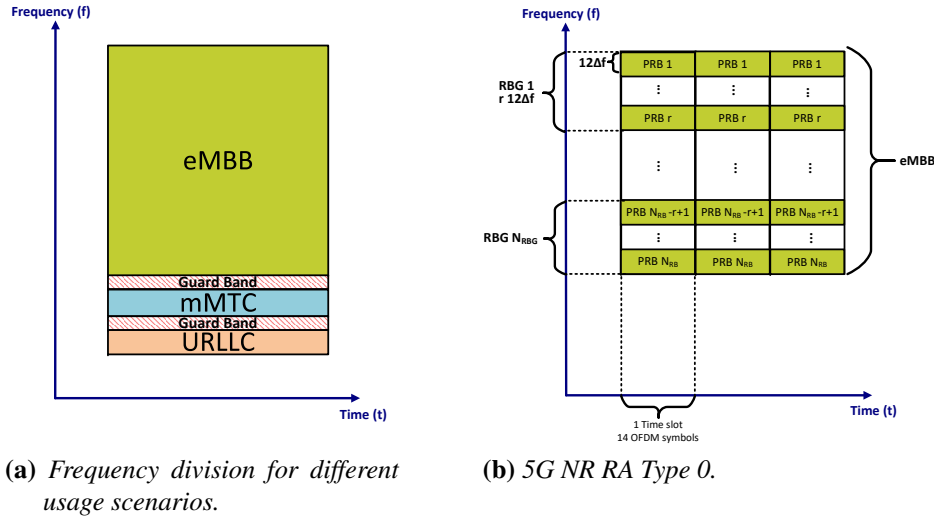 Frequency (f)
eMBB
Guard Band
mMTC
Guard Band
URLLC
Time (t)
(a) Frequency division for different
usage scenarios.
Frequency (f)
12Δf
RBG 1
r 12Δf
PRB 1 PRB 1 PRB 1
⋮ ⋮ ⋮
PRB r PRB r PRB r
⋮ ⋮ ⋮
eMBB
RBG NRBG
PRB NRB -r+1 PRB NRB -r+1 PRB NRB -r+1
⋮ ⋮ ⋮
PRB NRB PRB NRB PRB NRB
Time (t)
1 Time slot
14 OFDM symbols
(b) 5G NR RA Type 0.